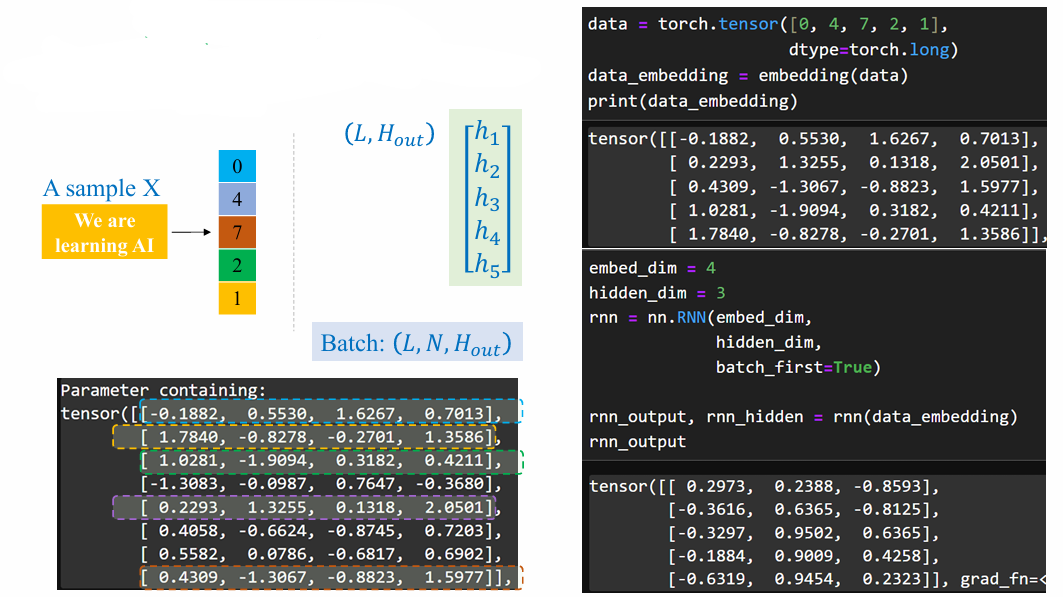 A sample X
We are
learning AI
0
4
7
2
1
(L, H_out)
[h_1
h_2
h_3
h_4
h_5]
Batch: (L, N, H_out)
Parameter containing:
tensor([[-0.1882, 0.5530, 1.6267, 0.7013],
[ 1.7840, -0.8278, -0.2701, 1.3586],
[ 1.0281, -1.9094, 0.3182, 0.4211],
[-1.3083, -0.0987, 0.7647, -0.3680],
[ 0.2293, 1.3255, 0.1318, 2.0501],
[ 0.4058, -0.6624, -0.8745, 0.7203],
[ 0.5582, 0.0786, -0.6817, 0.6902],
[ 0.4309, -1.3067, -0.8823, 1.5977]],
data = torch.tensor([0, 4, 7, 2, 1],
dtype=torch.long)
data_embedding = embedding(data)
print(data_embedding)
tensor([[-0.1882, 0.5530, 1.6267, 0.7013],
[ 0.2293, 1.3255, 0.1318, 2.0501],
[ 0.4309, -1.3067, -0.8823, 1.5977],
[ 1.0281, -1.9094, 0.3182, 0.4211],
[ 1.7840, -0.8278, -0.2701, 1.3586]],
embed_dim = 4
hidden_dim = 3
rnn = nn.RNN(embed_dim,
hidden_dim,
batch_first=True)
rnn_output, rnn_hidden = rnn(data_embedding)
rnn_output
tensor([[ 0.2973, 0.2388, -0.8593],
[-0.3616, 0.6365, -0.8125],
[-0.3297, 0.9502, 0.6365],
[-0.1884, 0.9009, 0.4258],
[-0.6319, 0.9454, 0.2323]], grad_fn=<